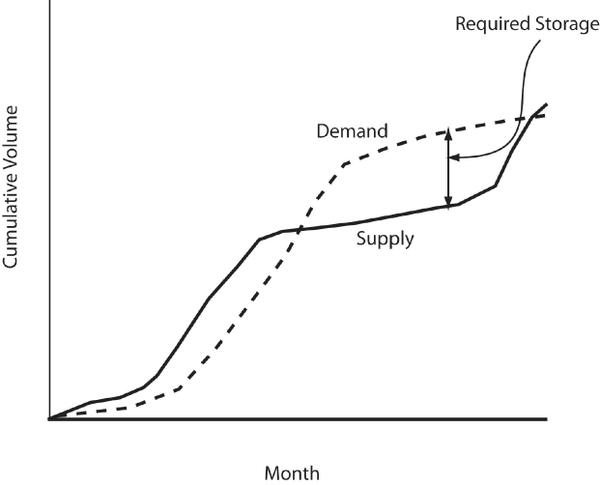 Required Storage
Demand
Cumulative Volume
Supply
Month